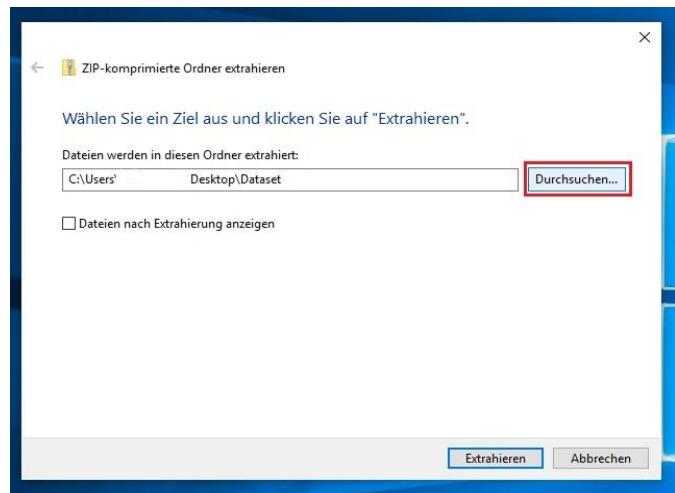 ZIP-komprimierte Ordner extrahieren
Wählen Sie ein Ziel aus und klicken Sie auf "Extrahieren".
Dateien werden in diesen Ordner extrahiert:
C:\Users' Desktop\Dataset Durchsuchen...
Dateien nach Extrahierung anzeigen
Extrahieren Abbrechen